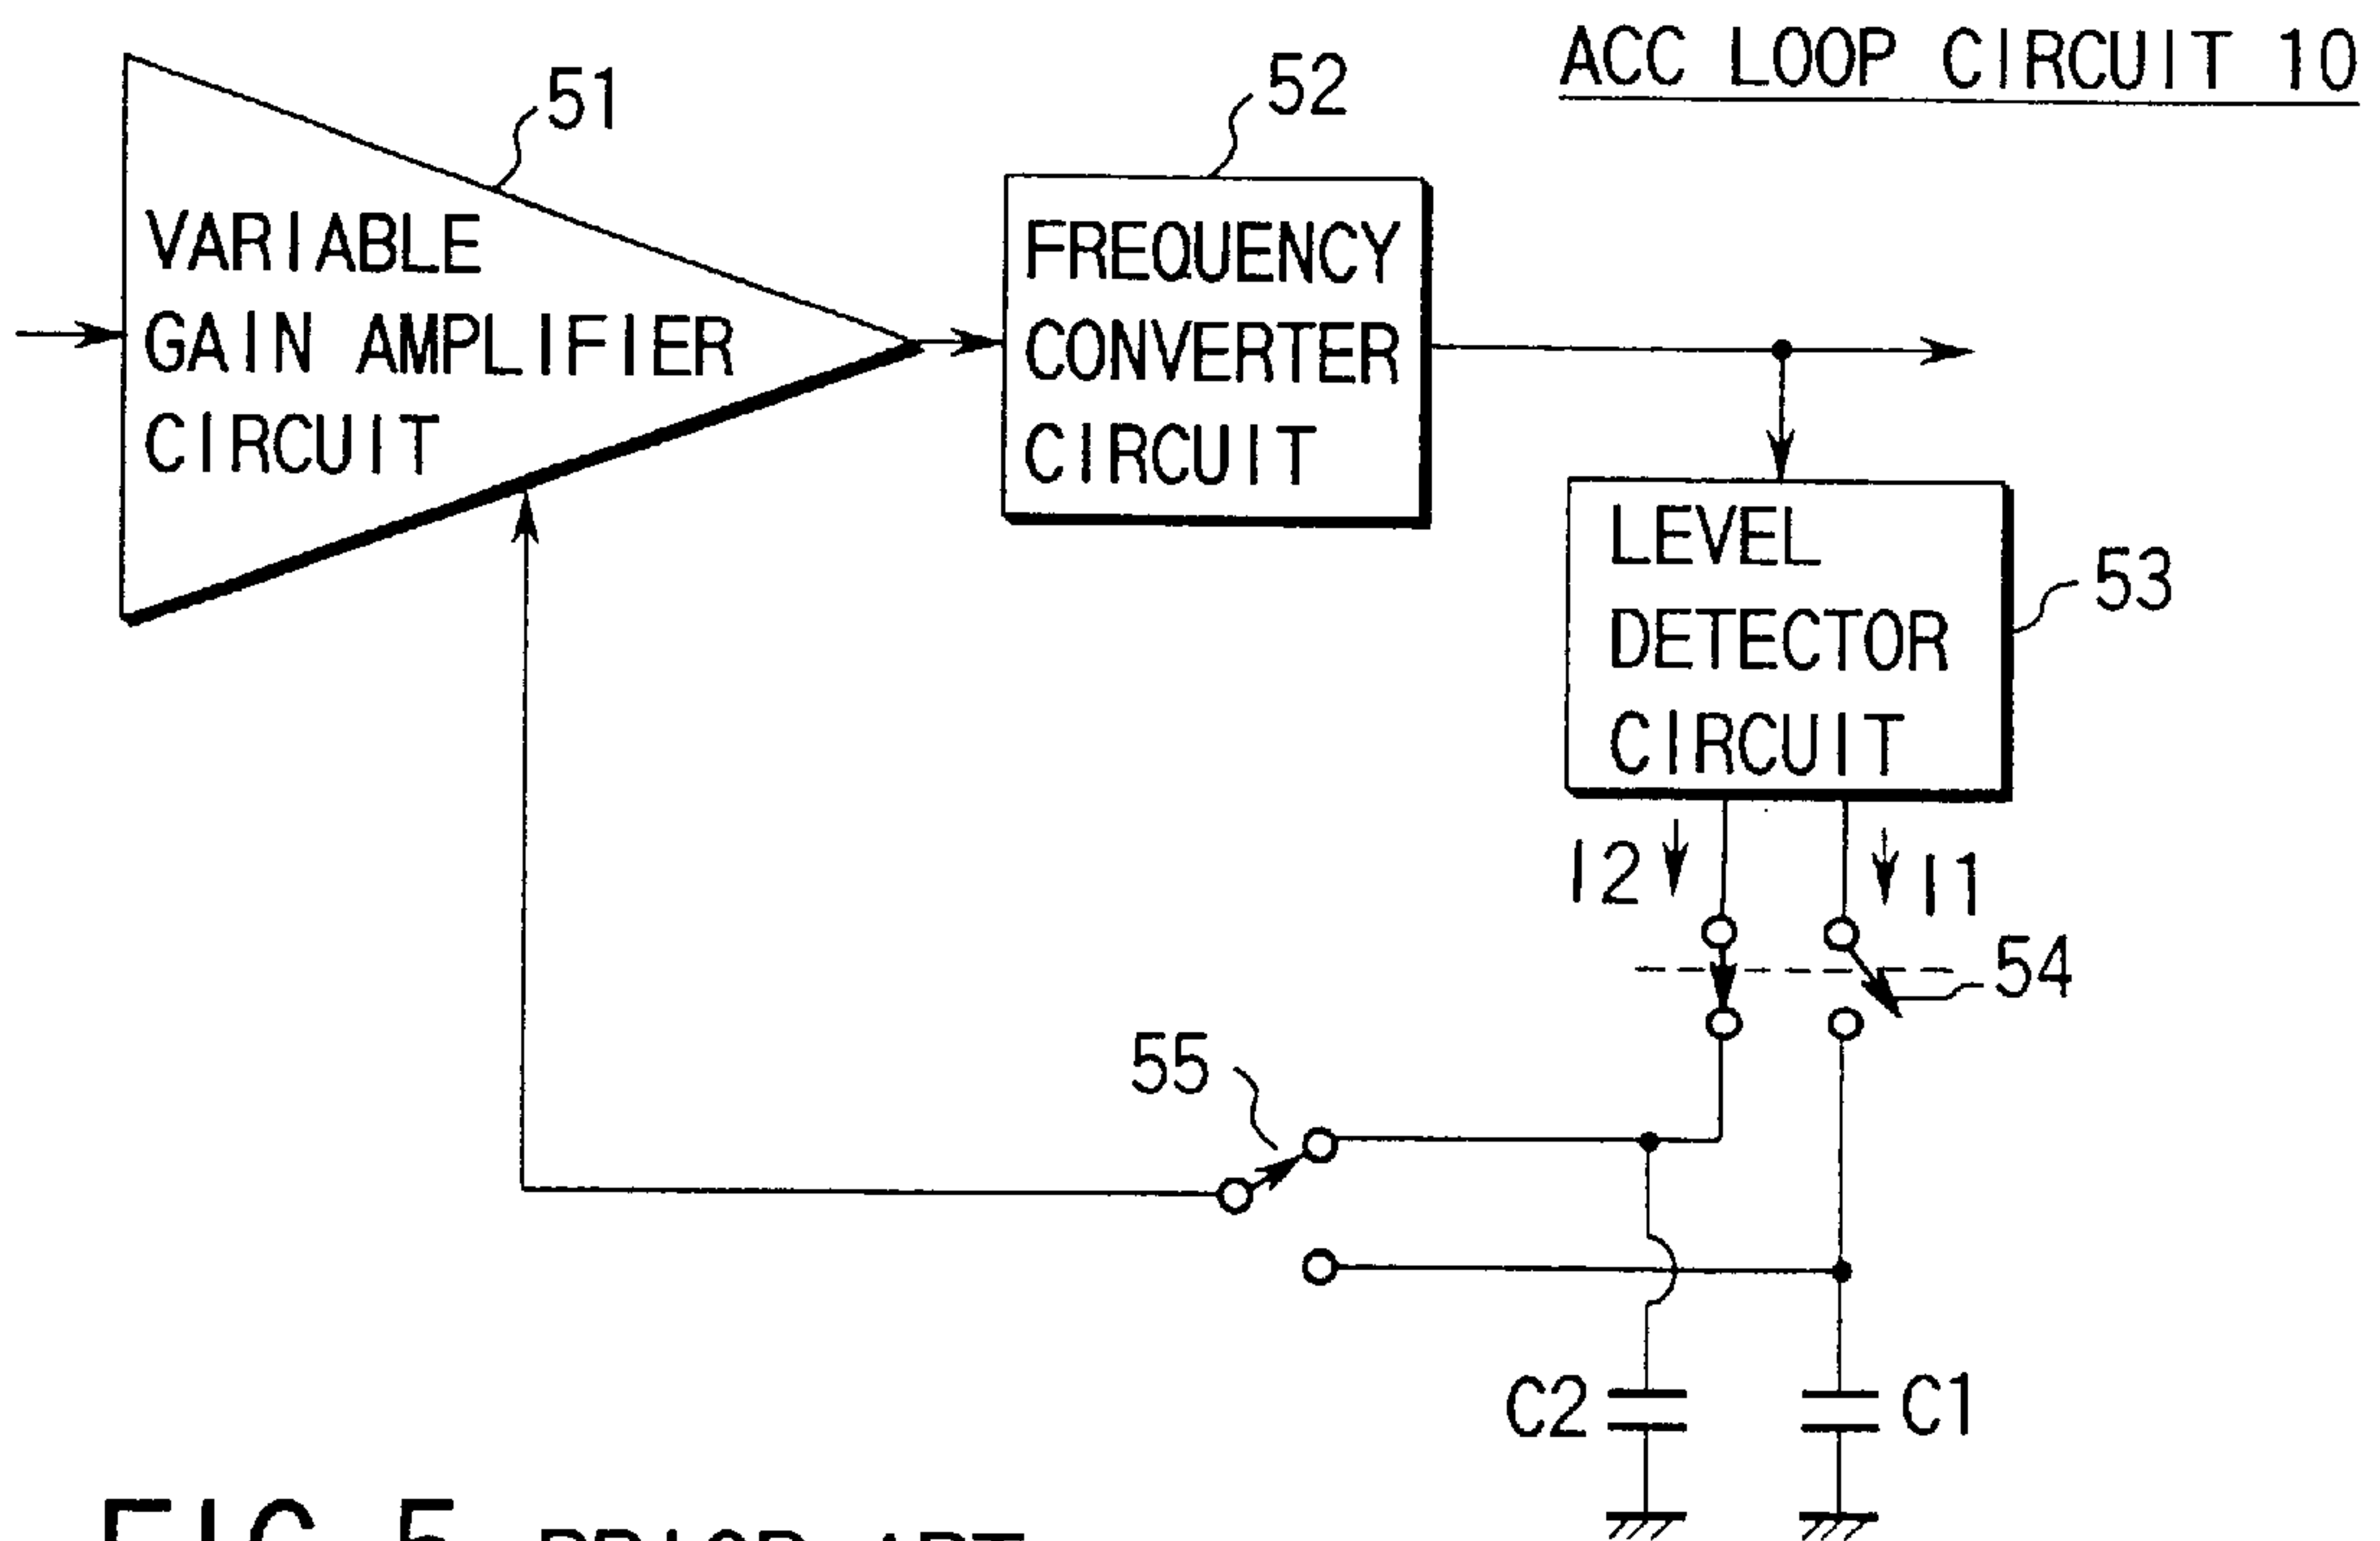 ACC LOOP CIRCUIT 10
51
52
VARIABLE
GAIN AMPLIFIER
CIRCUIT
FREQUENCY
CONVERTER
CIRCUIT
LEVEL
DETECTOR
CIRCUIT
53
I2
I1
54
55
C2
C1
FIG.5 PRIOR ART